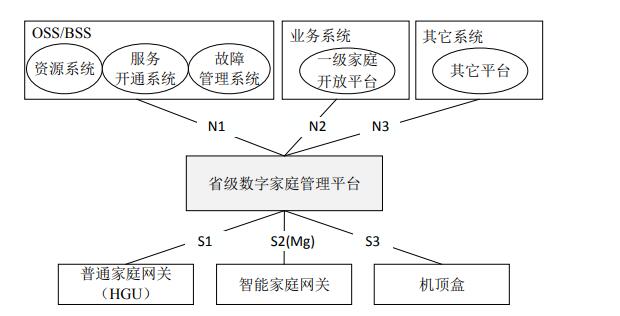 OSS/BSS
业务系统
其它系统
资源系统
服务
开通系统
故障
管理系统
一级家庭
开放平台
其它平台
N1
N2
N3
省级数字家庭管理平台
S1
S2(Mg)
S3
普通家庭网关
（HGU）
智能家庭网关
机顶盒